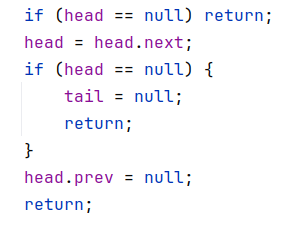 if (head == null) return;
head = head.next;
if (head == null) {
    tail = null;
    return;
}
head.prev = null;
return;